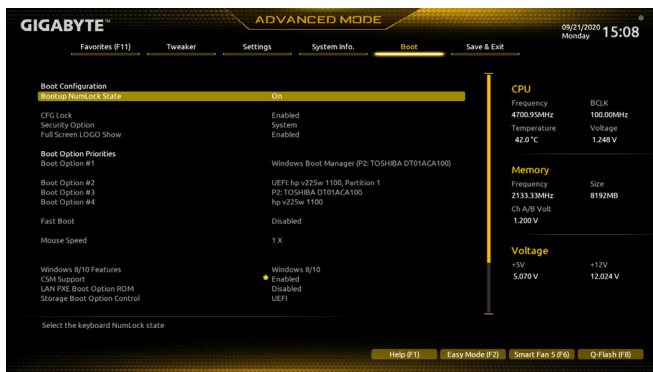 GIGABYTE™
ADVANCED MODE
09/21/2020 Monday 15:08
Favorites (F11) Tweaker Settings System Info. Boot Save & Exit
Boot Configuration
Bootup NumLock State On
CFG Lock Enabled
Security Option System
Full Screen LOGO Show Enabled
Boot Option Priorities
Boot Option #1 Windows Boot Manager (P2: TOSHIBA DT01ACA100)
Boot Option #2 UEFI: hp v225w 1100, Partition 1
Boot Option #3 P2: TOSHIBA DT01ACA100
Boot Option #4 hp v225w 1100
Fast Boot Disabled
Mouse Speed 1 X
Windows 8/10 Features Windows 8/10
CSM Support Enabled
LAN PXE Boot Option ROM Disabled
Storage Boot Option Control UEFI
Select the keyboard NumLock state
CPU
Frequency BCLK
4700.95MHz 100.00MHz
Temperature Voltage
42.0 °C 1.248 V
Memory
Frequency Size
2133.33MHz 8192MB
Ch A/B Volt
1.200 V
Voltage
+5V +12V
5.070 V 12.024 V
Help (F1) Easy Mode (F2) Smart Fan 5 (F6) Q-Flash (F8)